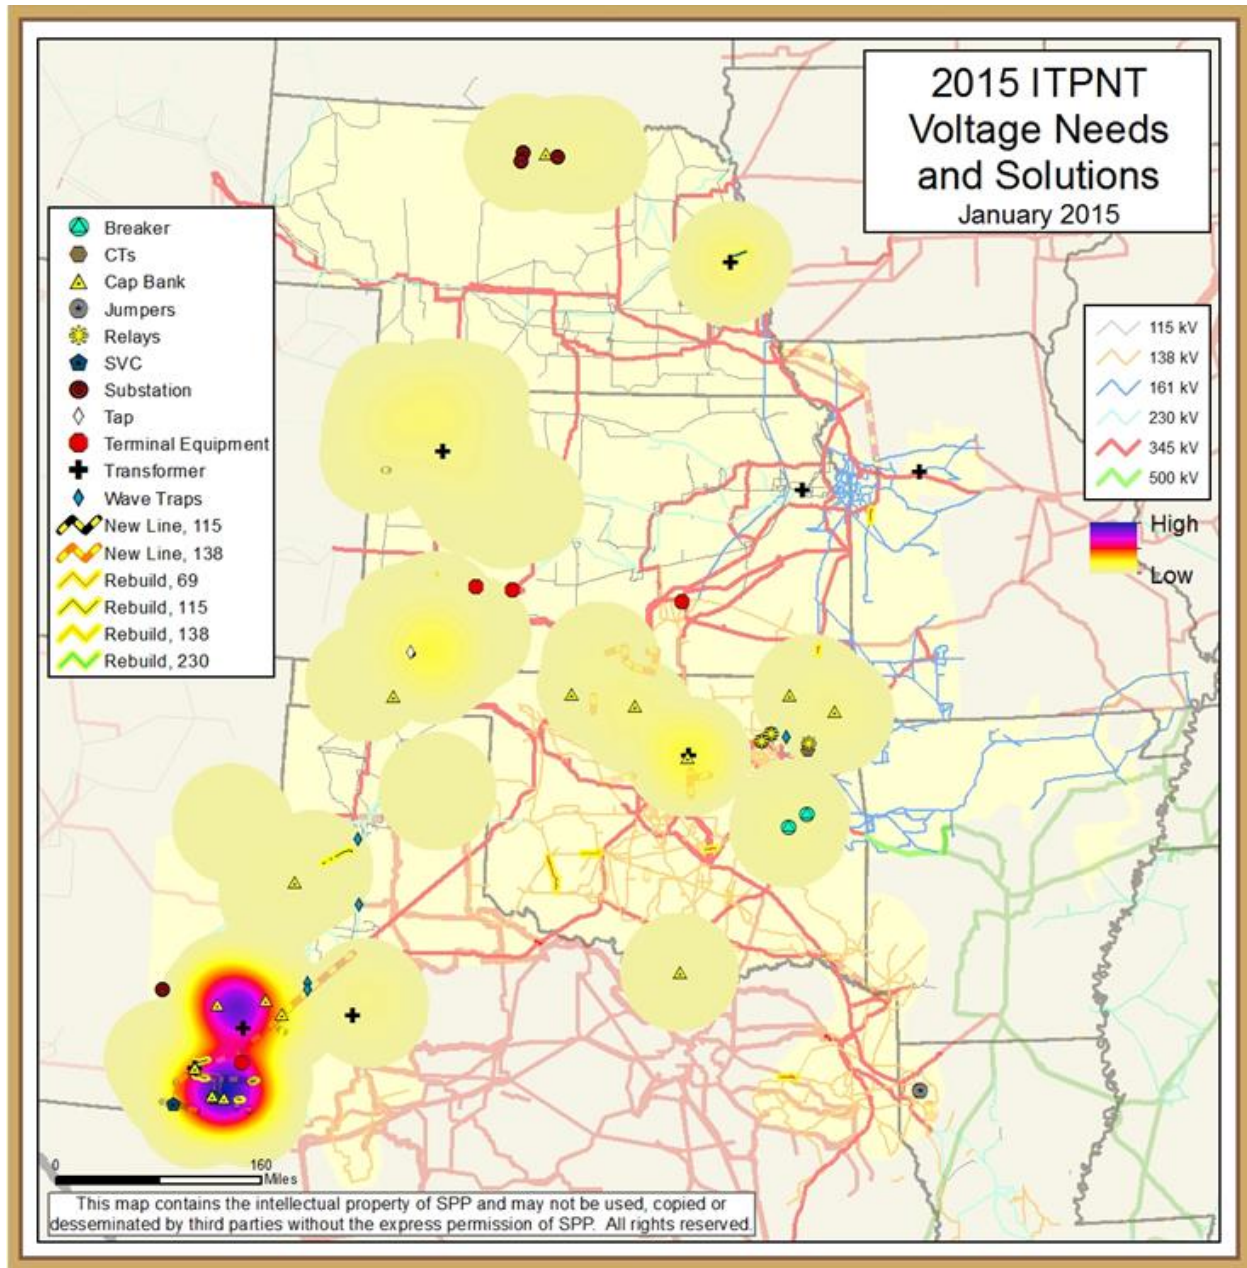 2015 ITPNT
Voltage Needs
and Solutions
January 2015
Breaker
CTs
Cap Bank
Jumpers
Relays
SVC
Substation
Tap
Terminal Equipment
Transformer
Wave Traps
New Line, 115
New Line, 138
Rebuild, 69
Rebuild, 115
Rebuild, 138
Rebuild, 230
115 kV
138 kV
161 kV
230 kV
345 kV
500 kV
High
Low
0 160
Miles
This map contains the intellectual property of SPP and may not be used, copied or
desseminated by third parties without the express permission of SPP. All rights reserved.